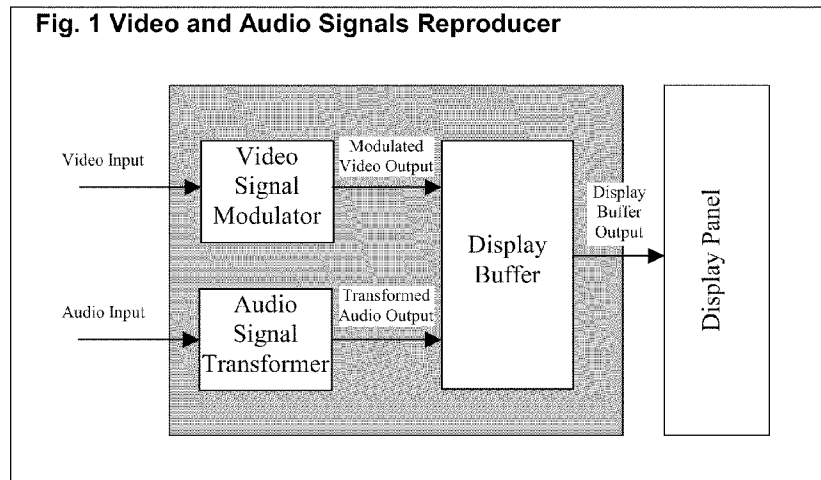 Fig. 1 Video and Audio Signals Reproducer
Video Input
Video
Signal
Modulator
Modulated
Video Output
Display
Buffer
Display
Buffer
Output
Display Panel
Audio Input
Audio
Signal
Transformer
Transformed
Audio Output